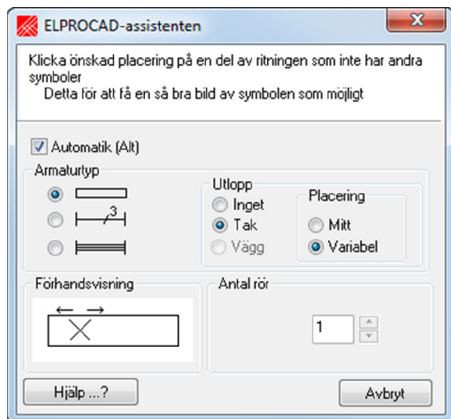 ELPROCAD-assistenten
Klicka önskad placering på en del av ritningen som inte har andra
symboler
Detta för att få en så bra bild av symbolen som möjligt
Automatik (Alt)
Armaturtyp
3
Utlopp
Inget
Tak
Vägg
Placering
Mitt
Variabel
Förhandsvisning
Antal rör
1
Hjälp ...?
Avbryt